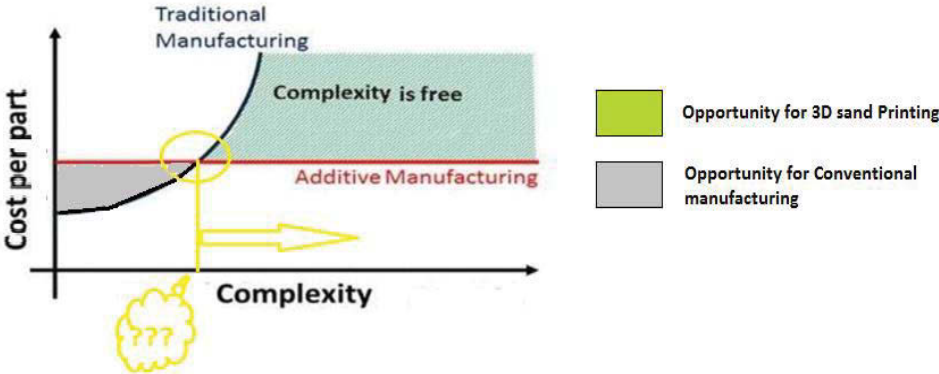 Traditional
Manufacturing
Complexity is free
Cost per part
Additive Manufacturing
Complexity
???
Opportunity for 3D sand Printing
Opportunity for Conventional
manufacturing